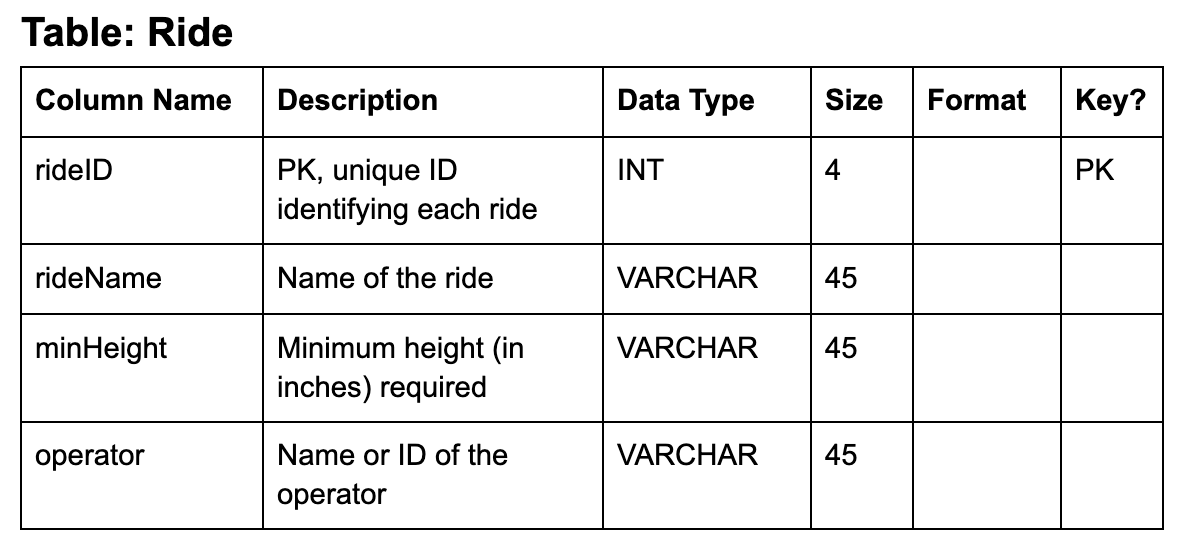 Table: Ride
Column Name Description Data Type Size Format Key?
rideID PK, unique ID INT 4 PK
identifying each ride
rideName Name of the ride VARCHAR 45
minHeight Minimum height (in VARCHAR 45
inches) required
operator Name or ID of the VARCHAR 45
operator